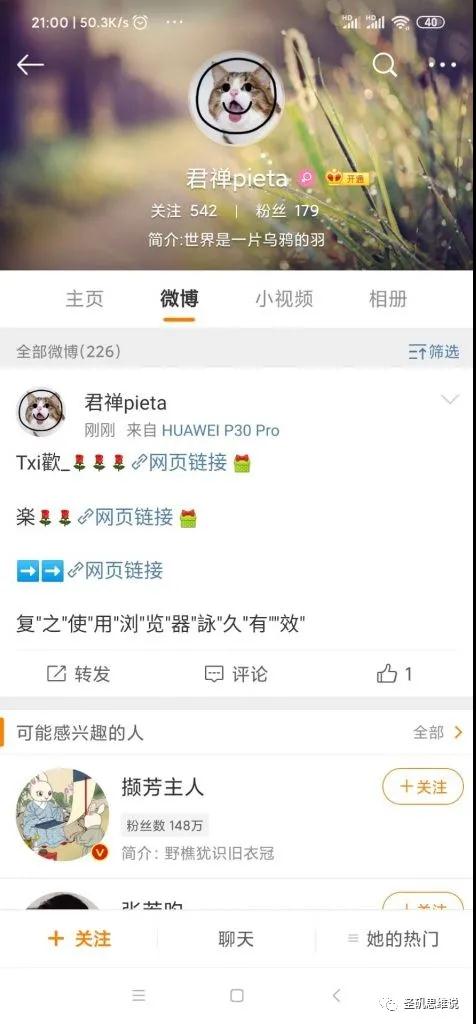 21:00 | 50.3K/s
HD HD 40
君禅pieta 开通
关注 542 | 粉丝 179
简介:世界是一片乌鸦的羽
主页 微博 小视频 相册
全部微博(226) 筛选
君禅pieta
刚刚 来自 HUAWEI P30 Pro
Txi歡_🌹🌹🌹网页链接
楽🌹🌹网页链接
➡️➡️网页链接
复"之"使"用"浏"览"器"詠"久"有""效"
转发 评论 1
可能感兴趣的人 全部
撷芳主人 +关注
粉丝数 148万
简介: 野樵犹识旧衣冠
+ 关注 聊天 她的热门
圣矾思维说